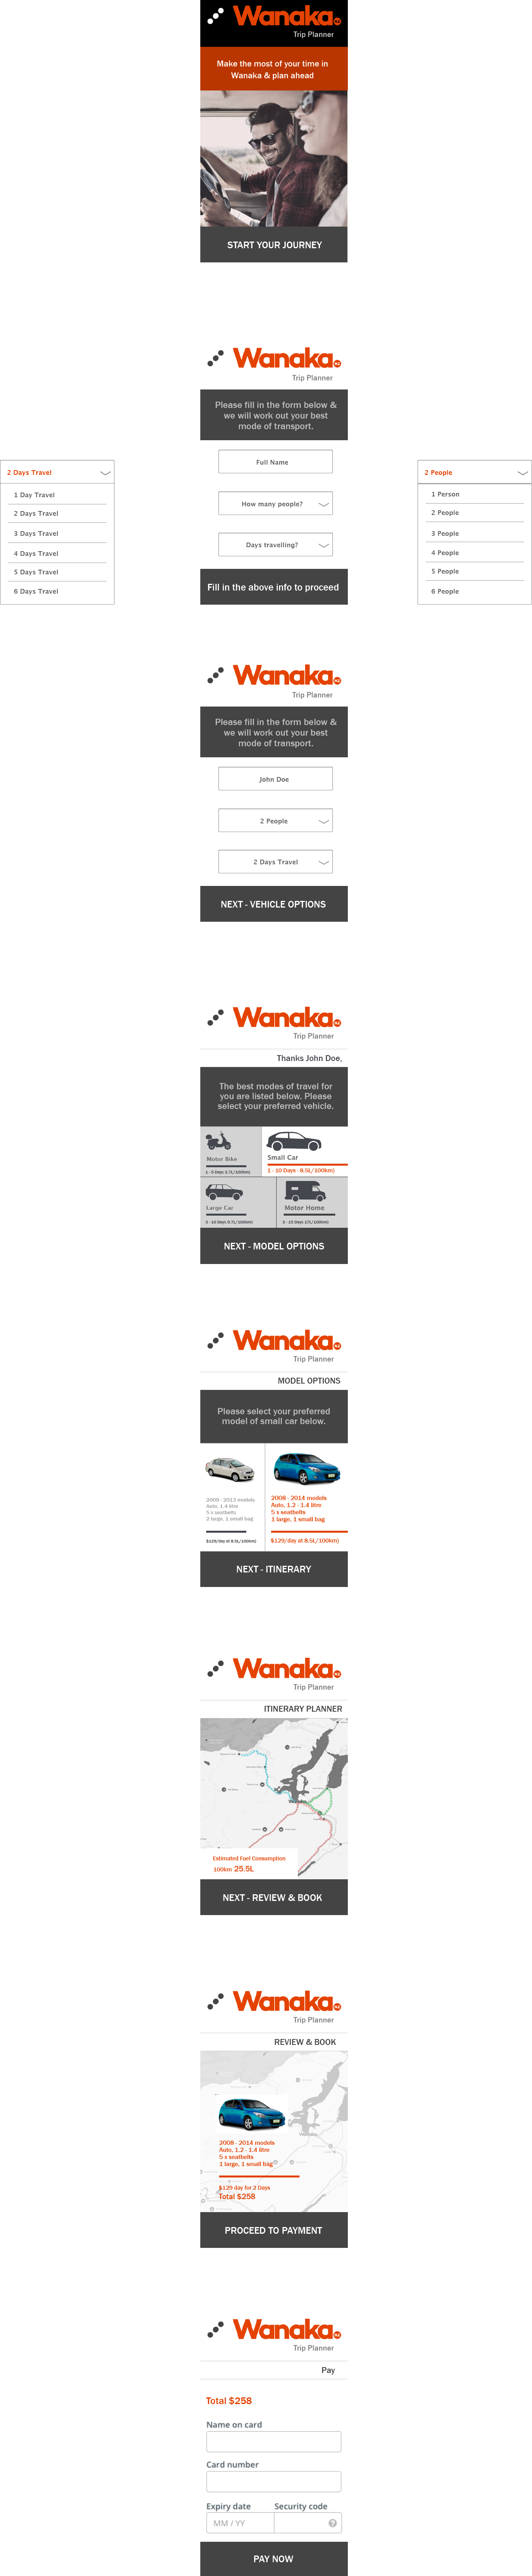 Wanaka NZ
Trip Planner
Make the most of your time in
Wanaka & plan ahead
START YOUR JOURNEY
Wanaka NZ
Trip Planner
Please fill in the form below &
we will work out your best
mode of transport.
Full Name
How many people?
Days travelling?
Fill in the above info to proceed
2 Days Travel
1 Day Travel
2 Days Travel
3 Days Travel
4 Days Travel
5 Days Travel
6 Days Travel
2 People
1 Person
2 People
3 People
4 People
5 People
6 People
Wanaka NZ
Trip Planner
Please fill in the form below &
we will work out your best
mode of transport.
John Doe
2 People
2 Days Travel
NEXT - VEHICLE OPTIONS
Wanaka NZ
Trip Planner
Thanks John Doe,
The best modes of travel for
you are listed below. Please
select your preferred vehicle.
Motor Bike
1 - 5 Days 3.7L/100km)
Small Car
1 - 10 Days - 8.5L/100km)
Large Car
3 - 10 Days 9.7L/100km)
Motor Home
2 - 15 Days 17L/100km)
NEXT - MODEL OPTIONS
Wanaka NZ
Trip Planner
MODEL OPTIONS
Please select your preferred
model of small car below.
2009 - 2013 models
Auto, 1.4 litre
5 x seatbelts
2 large, 1 small bag
$129/day at 8.5L/100km)
2008 - 2014 models
Auto, 1.2 - 1.4 litre
5 x seatbelts
1 large, 1 small bag
$129/day at 8.5L/100km)
NEXT - ITINERARY
Wanaka NZ
Trip Planner
ITINERARY PLANNER
Wanaka
Estimated Fuel Consumption
100km 25.5L
NEXT - REVIEW & BOOK
Wanaka NZ
Trip Planner
REVIEW & BOOK
Wanaka
2008 - 2014 models
Auto, 1.2 - 1.4 litre
5 x seatbelts
1 large, 1 small bag
$129 day for 2 Days
Total $258
PROCEED TO PAYMENT
Wanaka NZ
Trip Planner
Pay
Total $258
Name on card
Card number
Expiry date Security code
MM / YY ?
PAY NOW